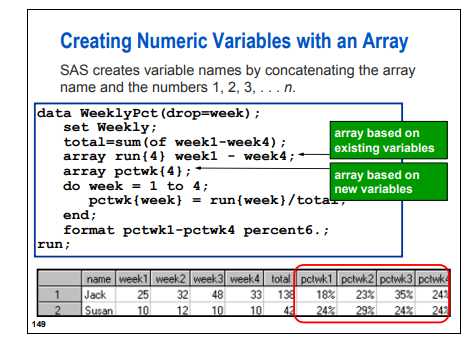 Creating Numeric Variables with an Array
SAS creates variable names by concatenating the array
name and the numbers 1, 2, 3, . . . n.
data WeeklyPct(drop=week);
set Weekly;
total=sum(of week1-week4);
array run{4} week1 - week4;
array pctwk{4};
do week = 1 to 4;
pctwk{week} = run{week}/total;
end;
format pctwk1-pctwk4 percent6.;
run;
array based on
existing variables
array based on
new variables
name week1 week2 week3 week4 total pctwk1 pctwk2 pctwk3 pctwk4
1 Jack 25 32 48 33 138 18% 23% 35% 24%
2 Susan 10 12 10 10 42 24% 29% 24% 24%
149